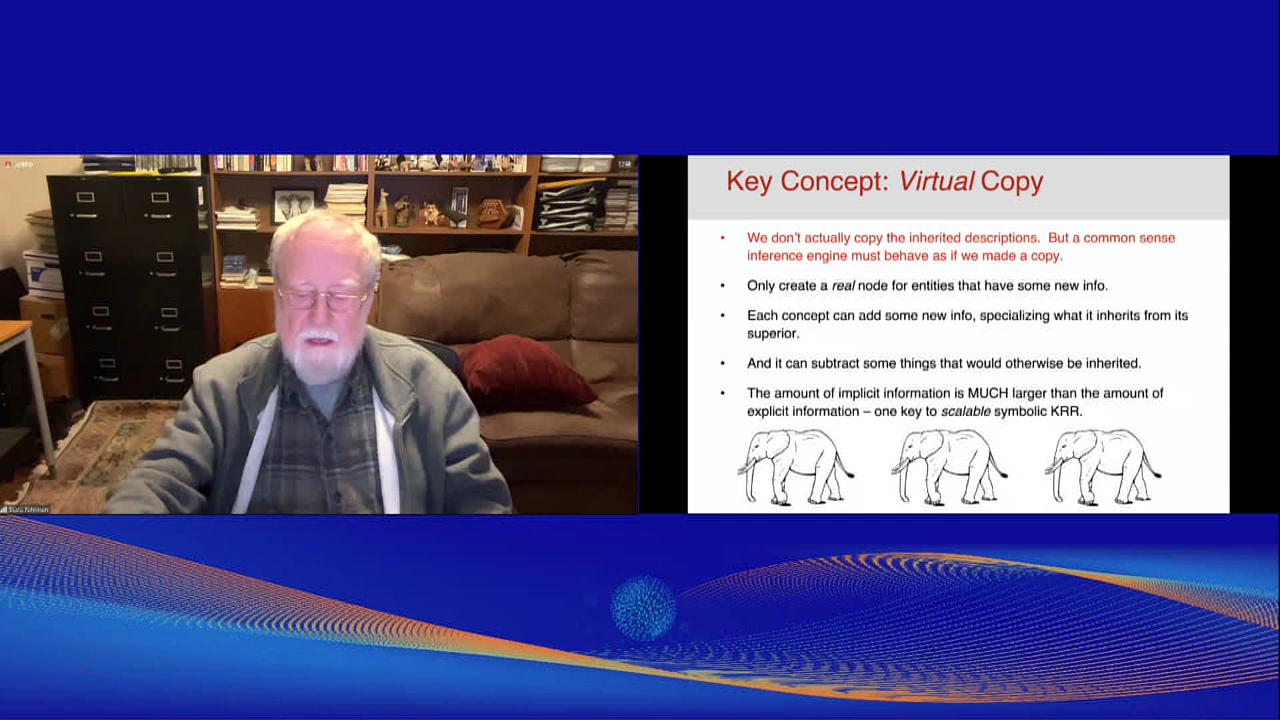 Key Concept: Virtual Copy
• We don't actually copy the inherited descriptions. But a common sense
inference engine must behave as if we made a copy.
• Only create a real node for entities that have some new info.
• Each concept can add some new info, specializing what it inherits from its
superior.
• And it can subtract some things that would otherwise be inherited.
• The amount of implicit information is MUCH larger than the amount of
explicit information – one key to scalable symbolic KRR.